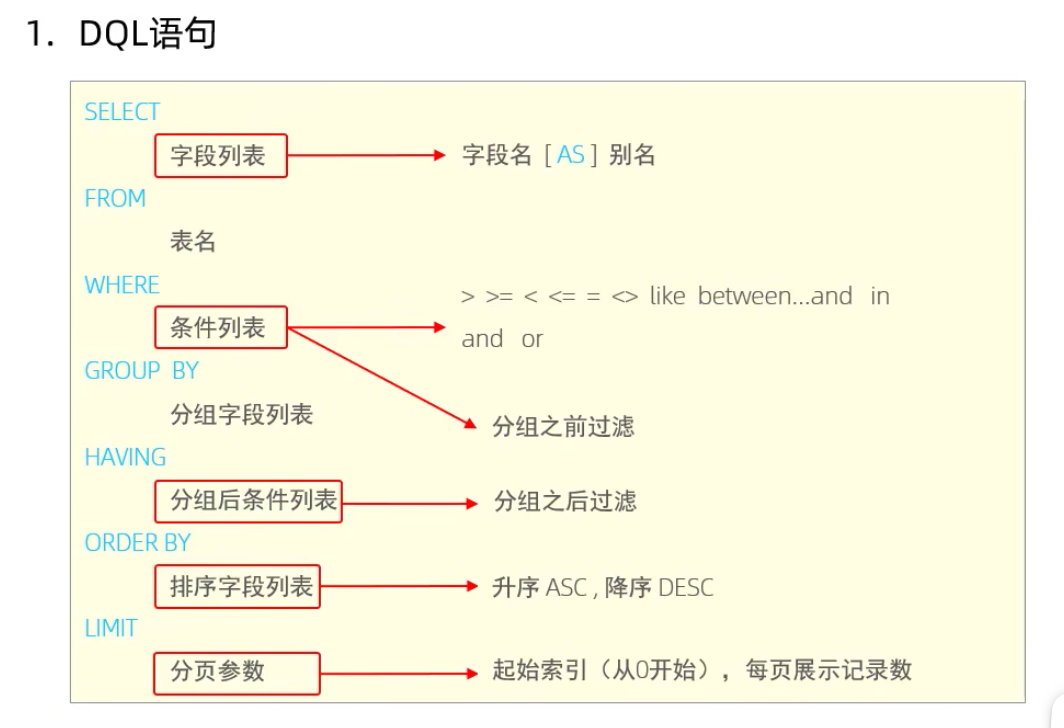 1. DQL语句
SELECT
字段列表 字段名 [ AS ] 别名
FROM
表名
WHERE
> >= < <= = <> like between...and in
条件列表
and or
GROUP BY
分组字段列表
分组之前过滤
HAVING
分组后条件列表 分组之后过滤
ORDER BY
排序字段列表 升序 ASC , 降序 DESC
LIMIT
分页参数 起始索引（从0开始），每页展示记录数